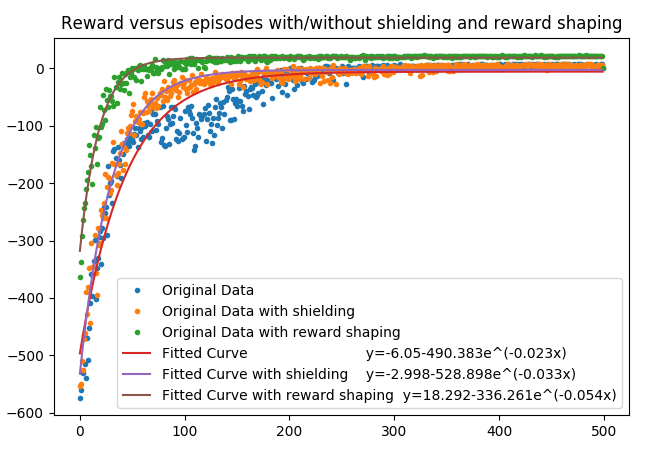 Reward versus episodes with/without shielding and reward shaping
0
−100
−200
−300
−400
−500
−600
Original Data
Original Data with shielding
Original Data with reward shaping
Fitted Curve y=-6.05-490.383e^(-0.023x)
Fitted Curve with shielding y=-2.998-528.898e^(-0.033x)
Fitted Curve with reward shaping y=18.292-336.261e^(-0.054x)
0 100 200 300 400 500